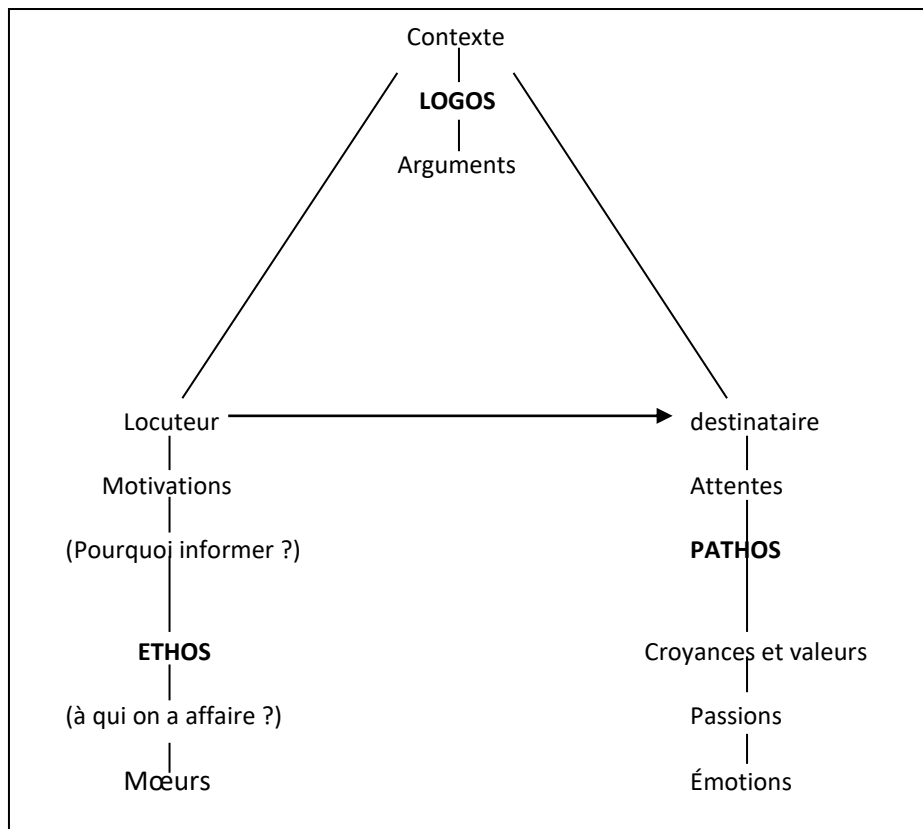 Contexte
LOGOS
Arguments
Locuteur
destinataire
Motivations
Attentes
(Pourquoi informer ?)
PATHOS
ETHOS
Croyances et valeurs
(à qui on a affaire ?)
Passions
Mœurs
Émotions